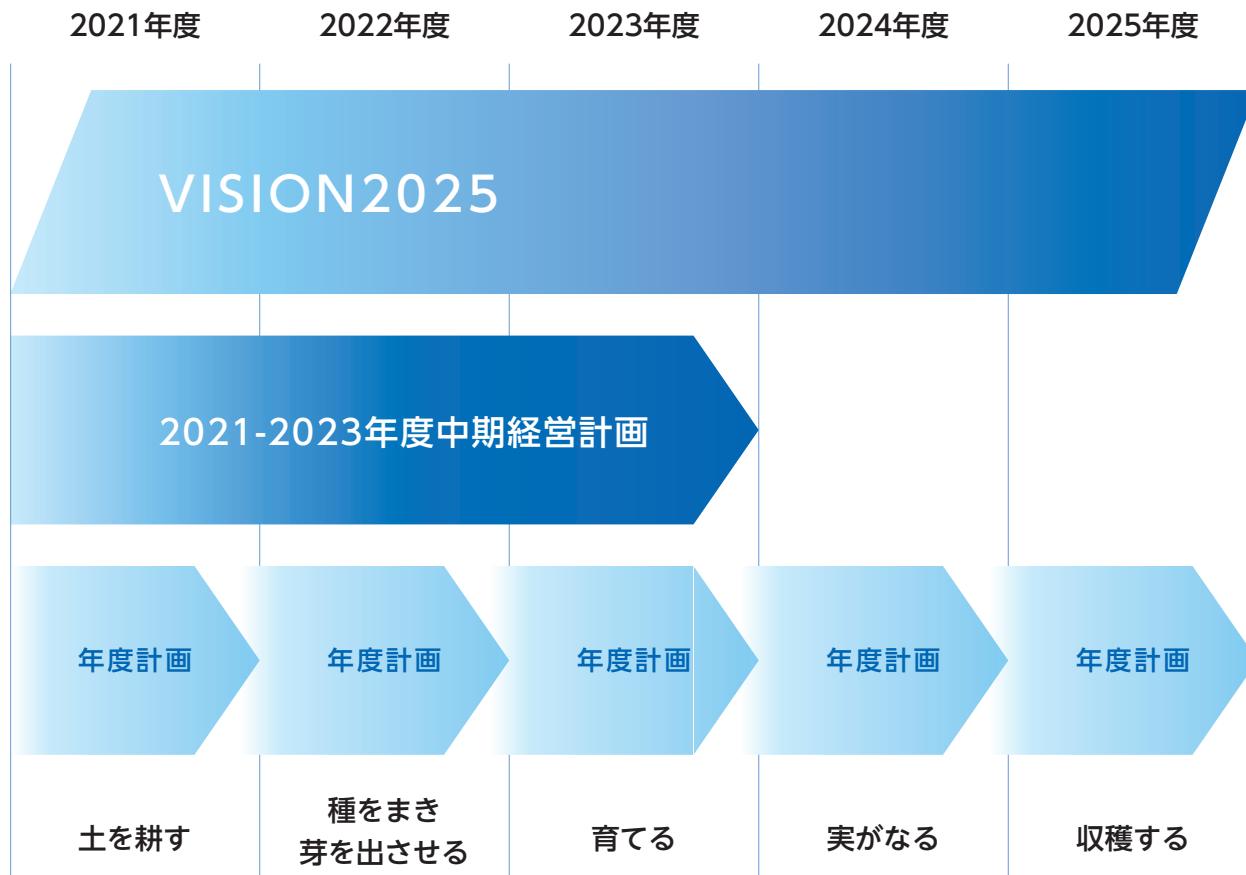 2021年度 2022年度 2023年度 2024年度 2025年度
VISION2025
2021-2023年度中期経営計画
年度計画 年度計画 年度計画 年度計画 年度計画
土を耕す
種をまき
芽を出させる
育てる
実がなる
収穫する